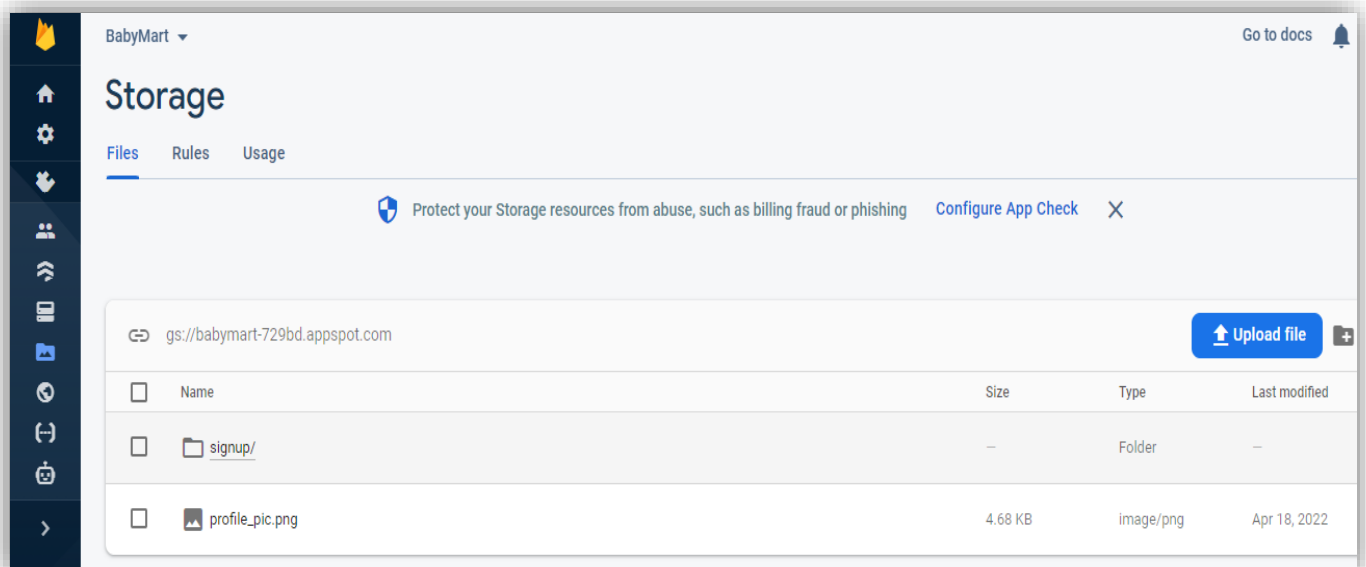 BabyMart
Go to docs
Storage
Files Rules Usage
Protect your Storage resources from abuse, such as billing fraud or phishing Configure App Check
gs://babymart-729bd.appspot.com
Upload file
Name Size Type Last modified
signup/ — Folder —
profile_pic.png 4.68 KB image/png Apr 18, 2022